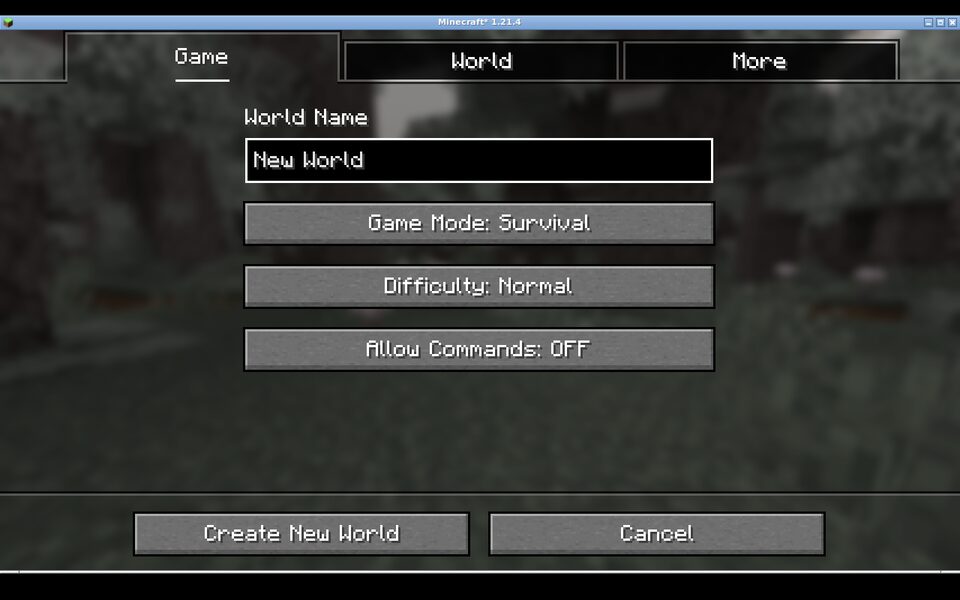 Minecraft* 1.21.4
Game
World
More
World Name
New World
Game Mode: Survival
Difficulty: Normal
Allow Commands: OFF
Create New World
Cancel